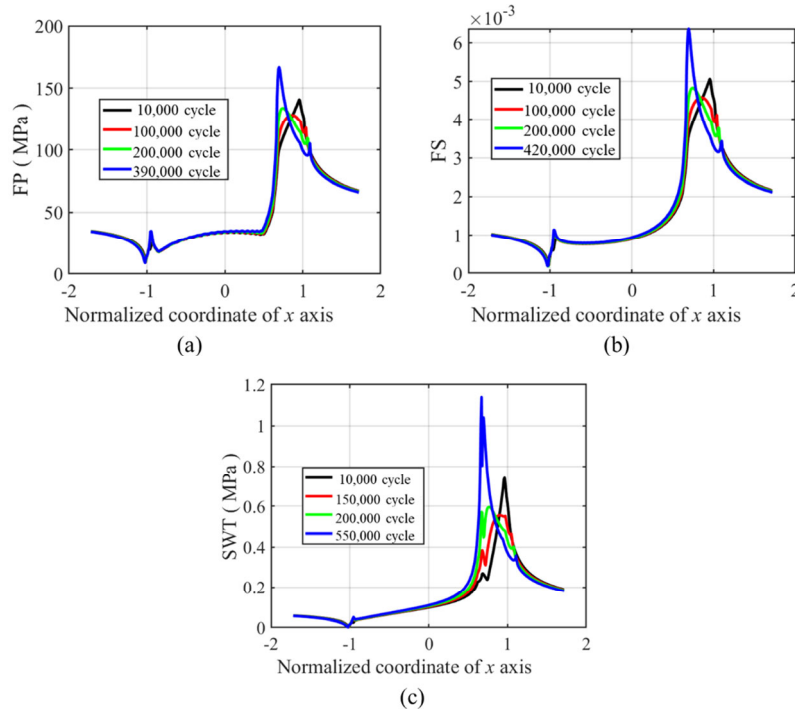 200
150
100
50
0
FP ( MPa )
10,000 cycle
100,000 cycle
200,000 cycle
390,000 cycle
-2 -1 0 1 2
Normalized coordinate of x axis
(a)
×10⁻³
6
5
4
3
2
1
0
FS
10,000 cycle
100,000 cycle
200,000 cycle
420,000 cycle
-2 -1 0 1 2
Normalized coordinate of x axis
(b)
1.2
1
0.8
0.6
0.4
0.2
0
SWT ( MPa )
10,000 cycle
150,000 cycle
200,000 cycle
550,000 cycle
-2 -1 0 1 2
Normalized coordinate of x axis
(c)